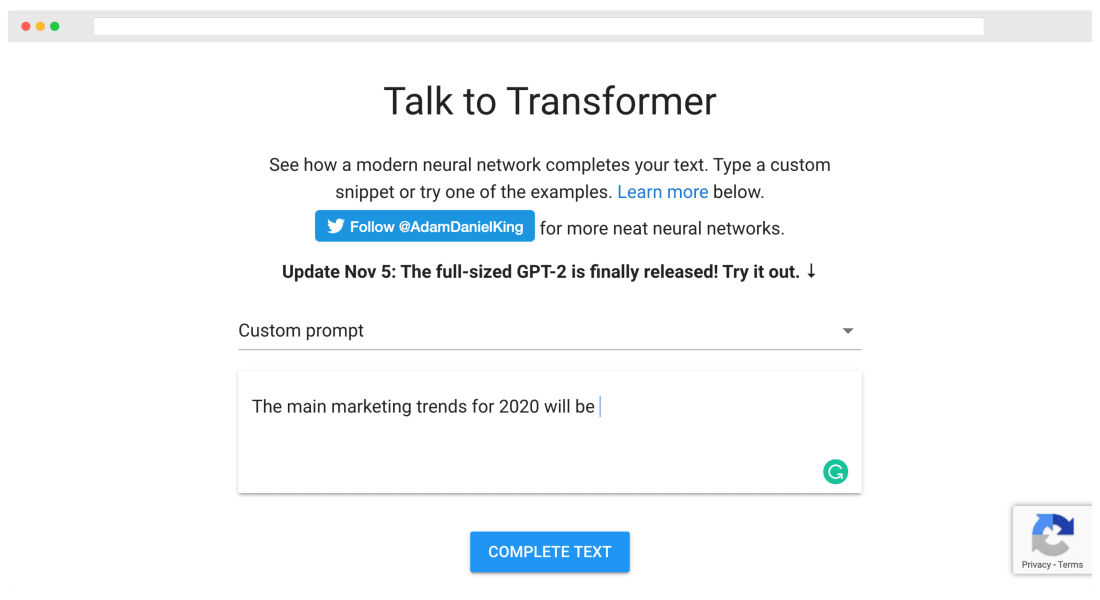 Talk to Transformer
See how a modern neural network completes your text. Type a custom
snippet or try one of the examples. Learn more below.
Follow @AdamDanielKing for more neat neural networks.
Update Nov 5: The full-sized GPT-2 is finally released! Try it out. ↓
Custom prompt
The main marketing trends for 2020 will be
COMPLETE TEXT
Privacy - Terms